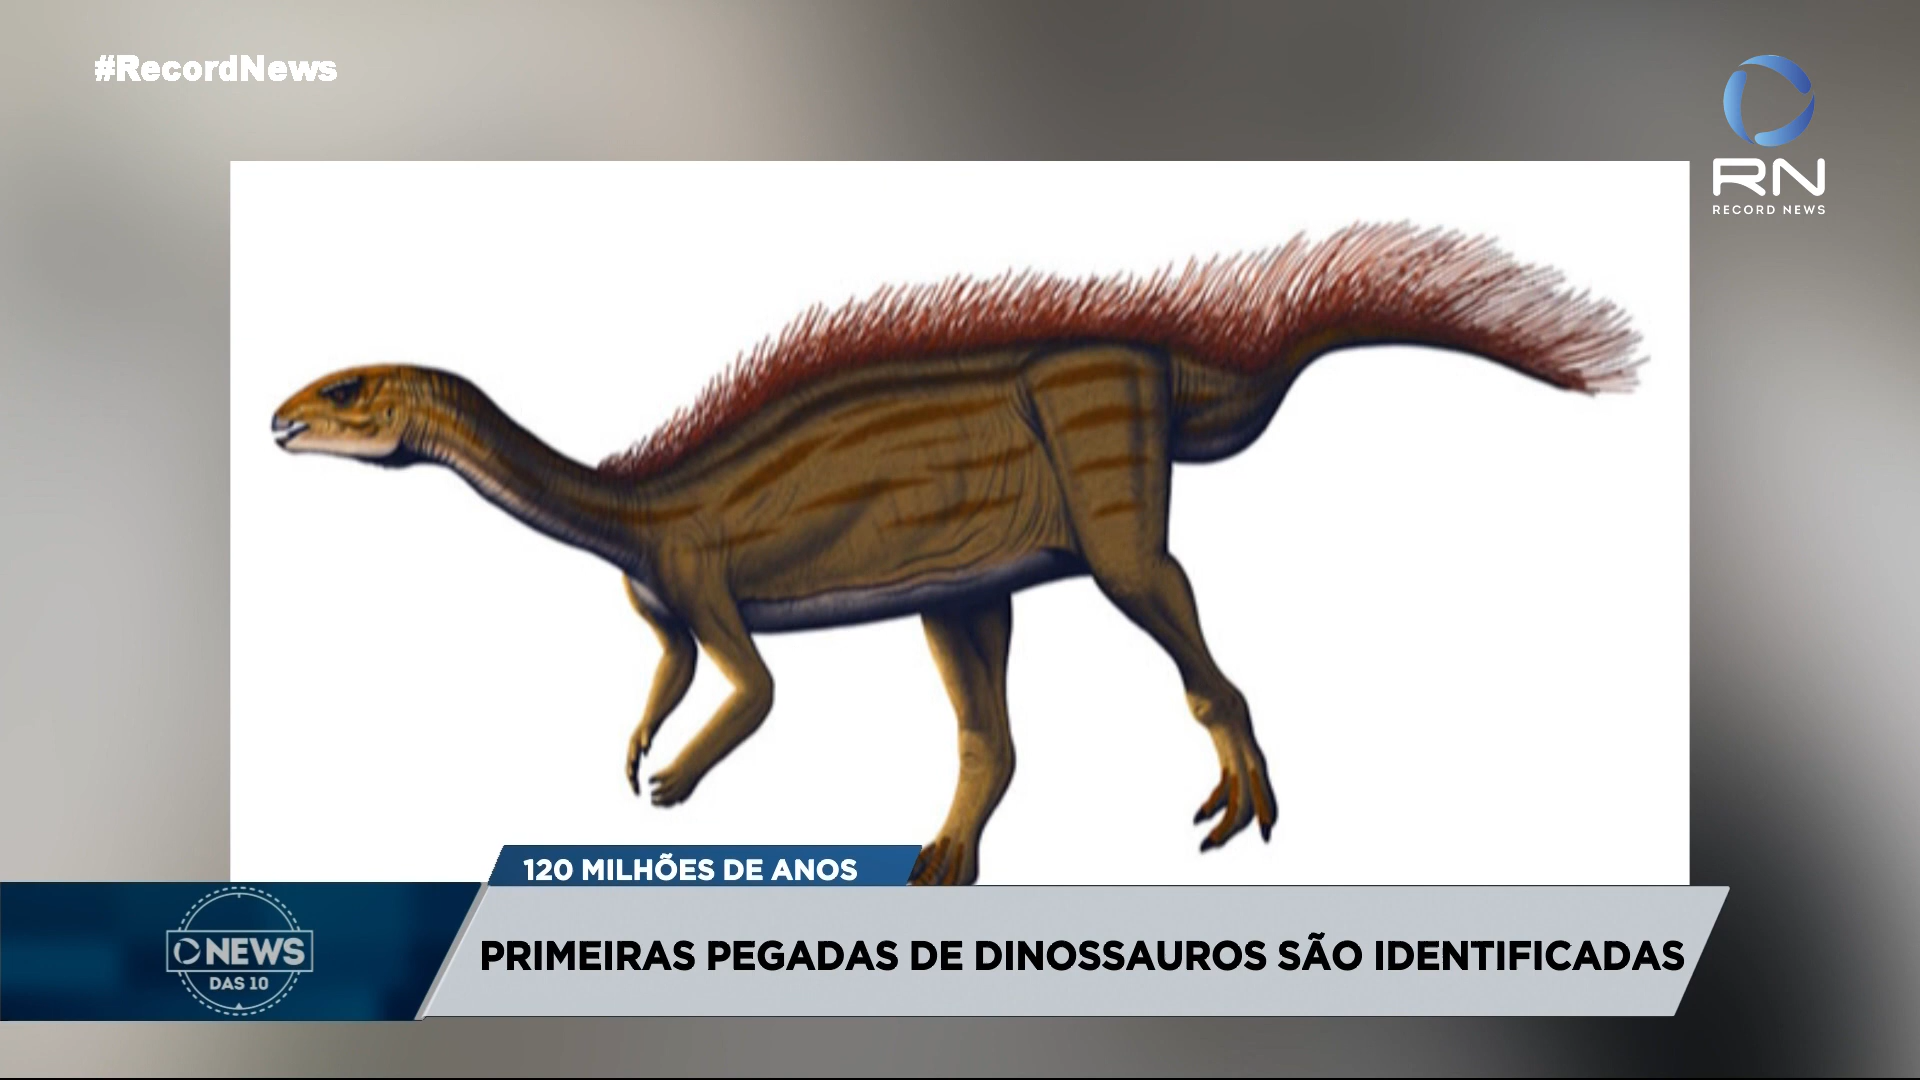 #RecordNews
RN
RECORD NEWS
120 MILHÕES DE ANOS
PRIMEIRAS PEGADAS DE DINOSSAUROS SÃO IDENTIFICADAS
NEWS
DAS 10